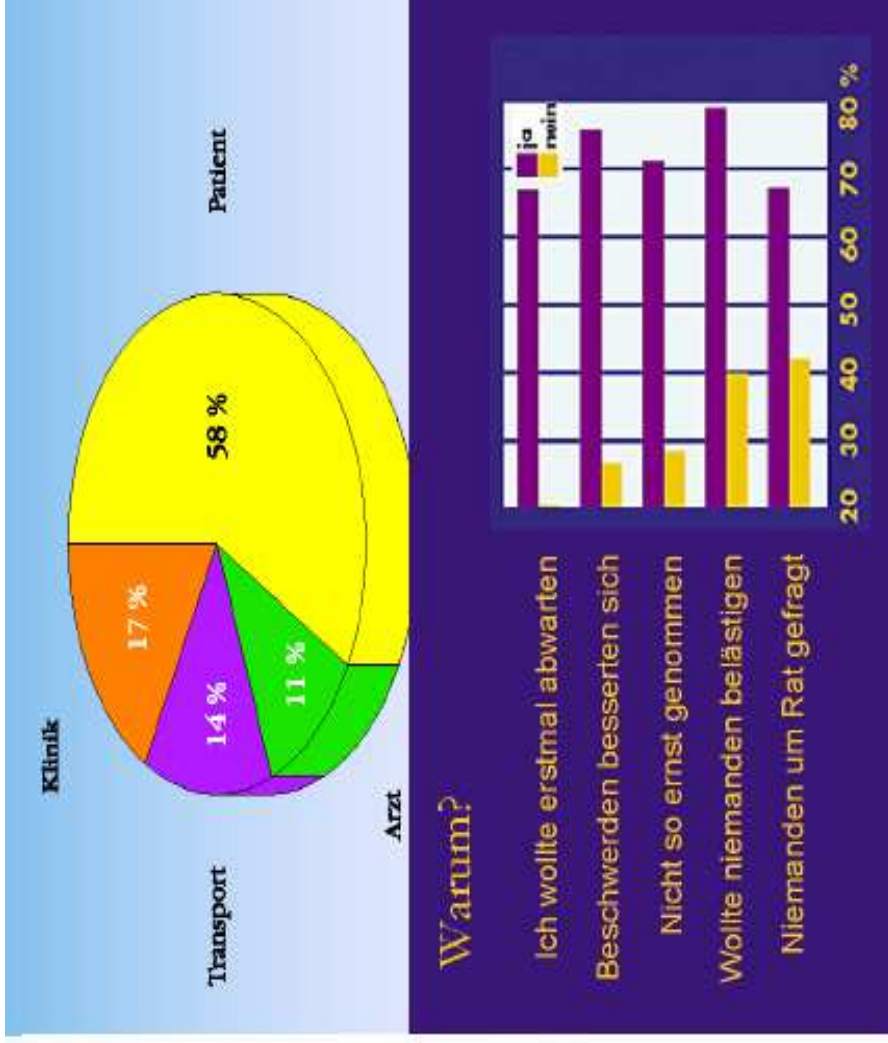 Klinik
Patient
Transport
Arzt
17 %
14 %
11 %
58 %
Warum?
ja
nein
Ich wollte erstmal abwarten
Beschwerden besserten sich
Nicht so ernst genommen
Wollte niemanden belästigen
Niemanden um Rat gefragt
20 30 40 50 60 70 80 %